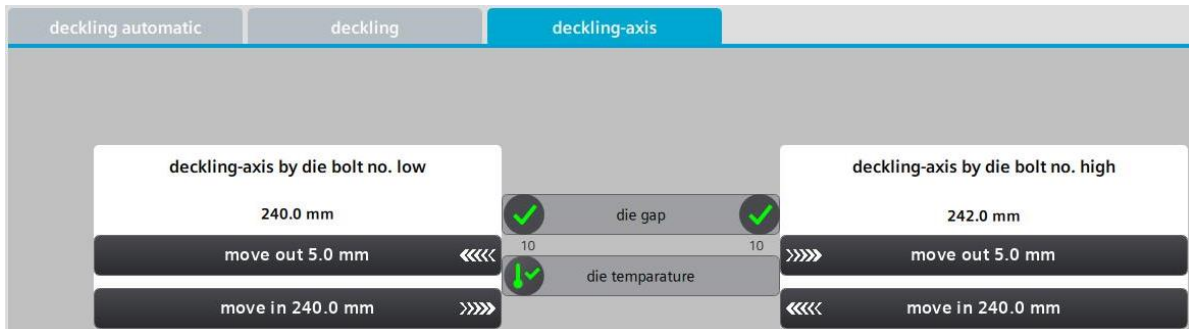 deckling automatic
deckling
deckling-axis
deckling-axis by die bolt no. low
240.0 mm
move out 5.0 mm
move in 240.0 mm
die gap
10
10
die temparature
deckling-axis by die bolt no. high
242.0 mm
move out 5.0 mm
move in 240.0 mm